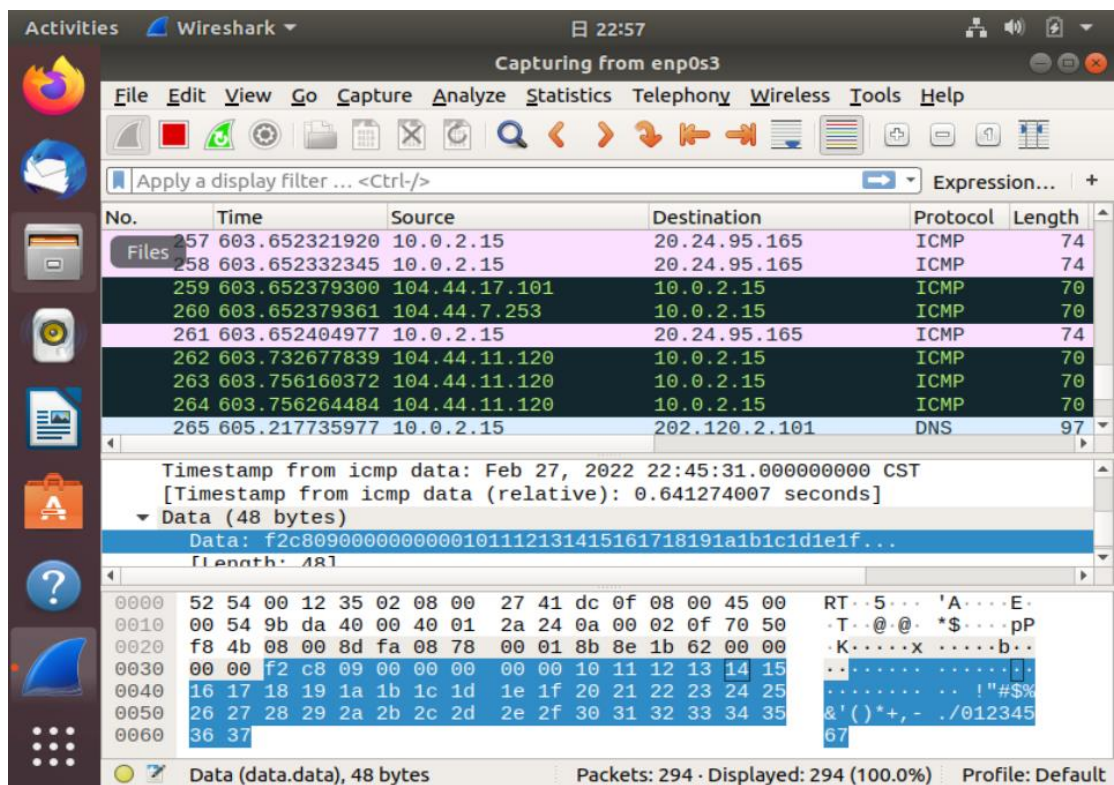 Activities Wireshark 日 22:57
Capturing from enp0s3
File Edit View Go Capture Analyze Statistics Telephony Wireless Tools Help
Apply a display filter ... <Ctrl-/> Expression... +
No. Time Source Destination Protocol Length
Files
257 603.652321920 10.0.2.15 20.24.95.165 ICMP 74
258 603.652332345 10.0.2.15 20.24.95.165 ICMP 74
259 603.652379300 104.44.17.101 10.0.2.15 ICMP 70
260 603.652379361 104.44.7.253 10.0.2.15 ICMP 70
261 603.652404977 10.0.2.15 20.24.95.165 ICMP 74
262 603.732677839 104.44.11.120 10.0.2.15 ICMP 70
263 603.756160372 104.44.11.120 10.0.2.15 ICMP 70
264 603.756264484 104.44.11.120 10.0.2.15 ICMP 70
265 605.217735977 10.0.2.15 202.120.2.101 DNS 97
Timestamp from icmp data: Feb 27, 2022 22:45:31.000000000 CST
[Timestamp from icmp data (relative): 0.641274007 seconds]
Data (48 bytes)
Data: f2c8090000000000101112131415161718191a1b1c1d1e1f...
[Length: 48]
0000 52 54 00 12 35 02 08 00 27 41 dc 0f 08 00 45 00 RT··5··· 'A····E·
0010 00 54 9b da 40 00 40 01 2a 24 0a 00 02 0f 70 50 ·T··@·@· *$····pP
0020 f8 4b 08 00 8d fa 08 78 00 01 8b 8e 1b 62 00 00 ·K·····x ·····b··
0030 00 00 f2 c8 09 00 00 00 00 00 10 11 12 13 14 15 ········ ········
0040 16 17 18 19 1a 1b 1c 1d 1e 1f 20 21 22 23 24 25 ········ ·· !"#$%
0050 26 27 28 29 2a 2b 2c 2d 2e 2f 30 31 32 33 34 35 &'()*+,- ./012345
0060 36 37 67
Data (data.data), 48 bytes Packets: 294 · Displayed: 294 (100.0%) Profile: Default